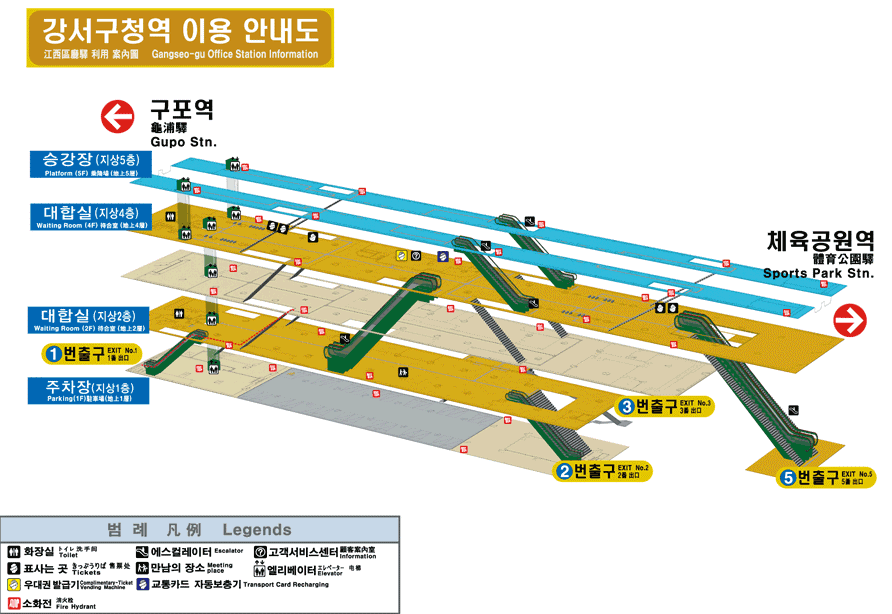 강서구청역 이용 안내도
江西區廳驛 利用 案內圖 Gangseo-gu Office Station Information
구포역
龜浦驛
Gupo Stn.
승강장(지상5층)
Platform (5F) 乘降場 (地上5層)
대합실(지상4층)
Waiting Room (4F) 待合室 (地上4層)
체육공원역
體育公園驛
Sports Park Stn.
대합실(지상2층)
Waiting Room (2F) 待合室 (地上2層)
1번출구 EXIT No.1
1番 出口
주차장(지상1층)
Parking(1F)駐車場(地上1層)
3번출구 EXIT No.3
3番 出口
2번출구 EXIT No.2
2番 出口
5번출구 EXIT No.5
5番 出口
범 례 凡 例 Legends
화장실 トイレ 洗手间
Toilet
에스컬레이터 Escalator
고객서비스센터 顧客案內室
Information
표사는 곳 きっぷうりば 售票处
Tickets
만남의 장소 Meeting
place
엘리베이터 エレベーター 电梯
Elevator
우대권발급기 Complimentary-Ticket
Vending Machine
교통카드 자동보충기 Transport Card Recharging
소화전 消火栓
Fire Hydrant